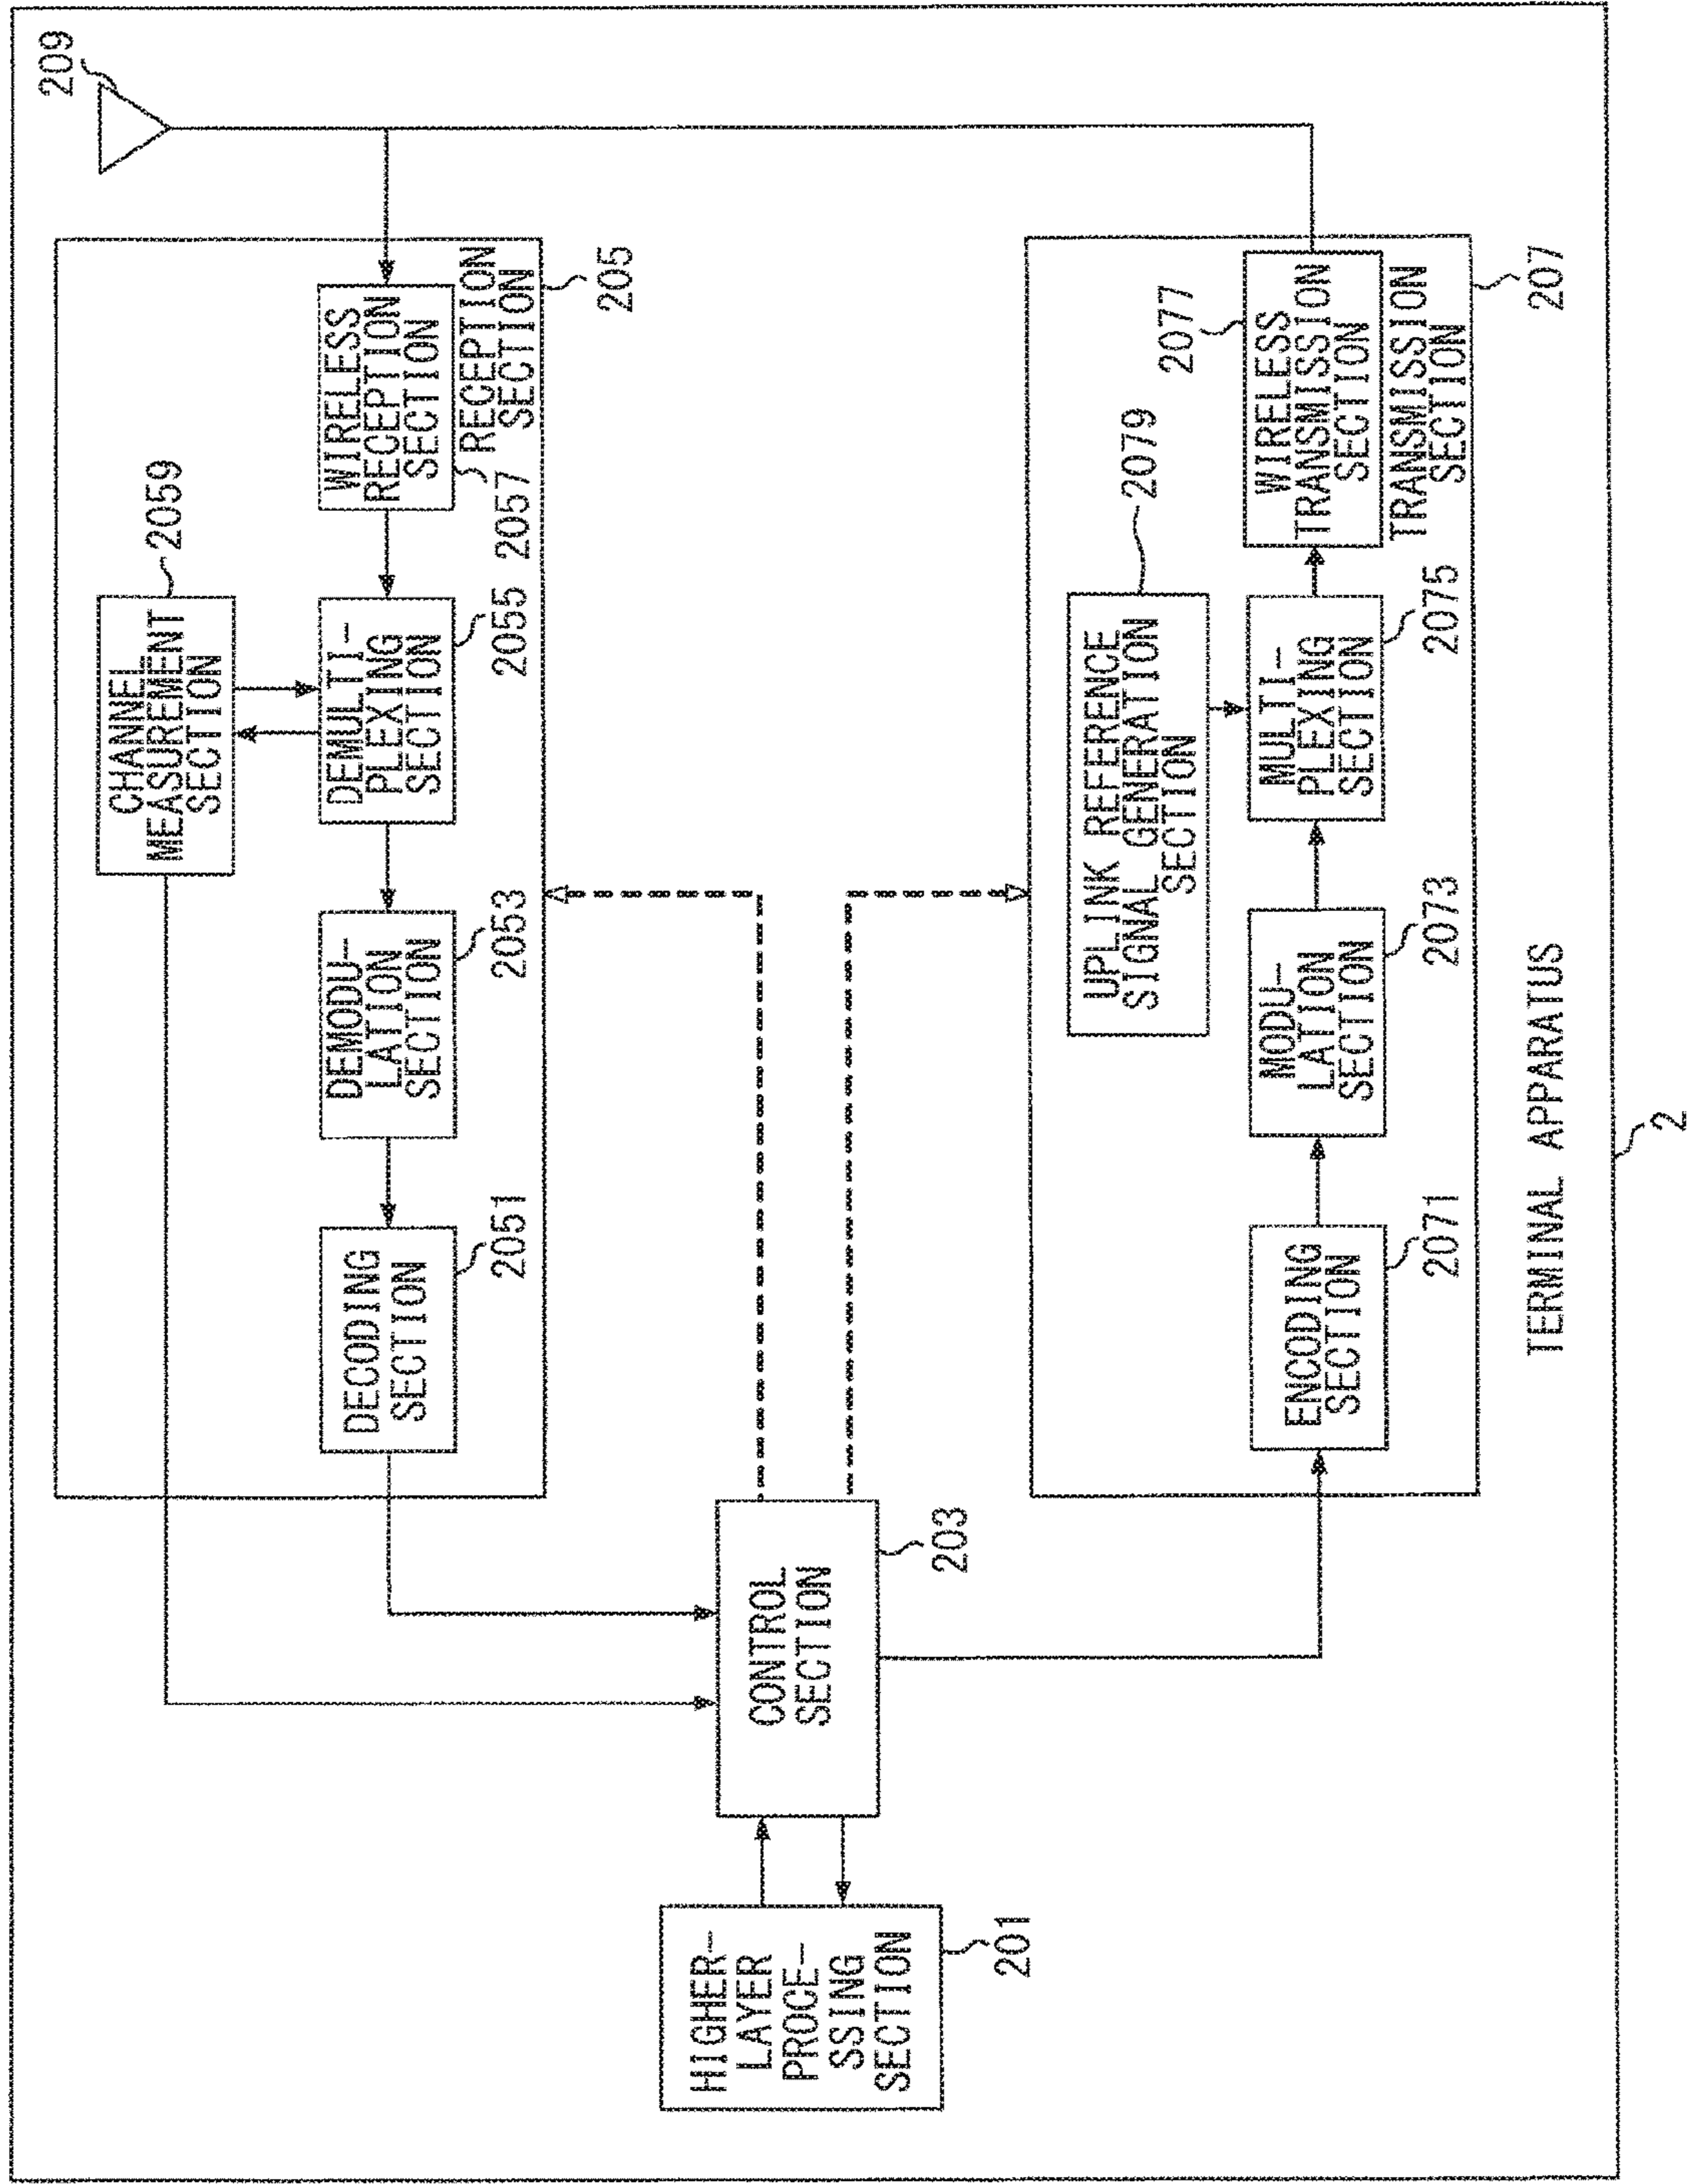 209
CHANNEL
MEASUREMENT
SECTION
2059
HIGHER-
LAYER
PROCE-
SSING
SECTION
201
CONTROL
SECTION
203
DECODING
SECTION
2051
DEMODU-
LATION
SECTION
2053
DEMULTI-
PLEXING
SECTION
2055
WIRELESS
RECEPTION
SECTION
2057
RECEPTION
SECTION
205
UPLINK REFERENCE
SIGNAL GENERATION
SECTION
2079
ENCODING
SECTION
2071
MODU-
LATION
SECTION
2073
MULTI-
PLEXING
SECTION
2075
WIRELESS
TRANSMISSION
SECTION
2077
TRANSMISSION
SECTION
207
TERMINAL APPARATUS
2